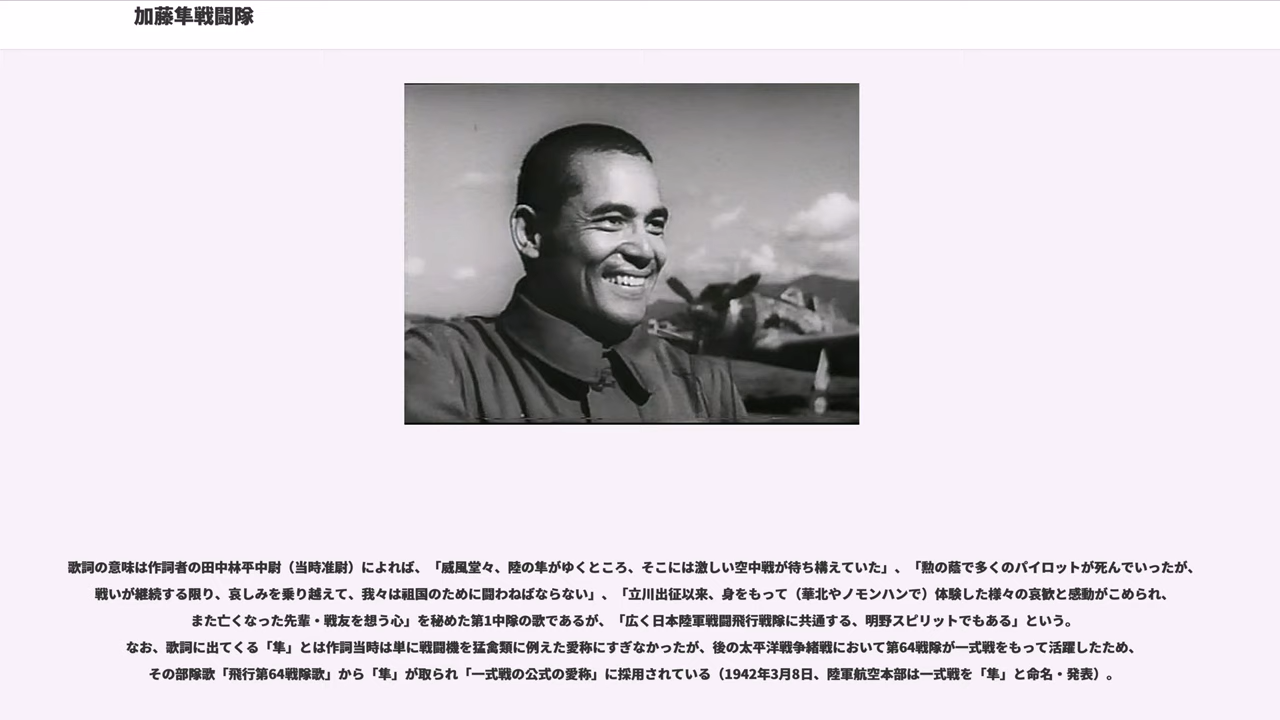 加藤隼戦闘隊
歌詞の意味は作詞者の田中林平中尉（当時准尉）によれば、「威風堂々、陸の隼がゆくところ、そこには激しい空中戦が待ち構えていた」、「勲の蔭で多くのパイロットが死んでいったが、
戦いが継続する限り、哀しみを乗り越えて、我々は祖国のために闘わねばならない」、「立川出征以来、身をもって（華北やノモンハンで）体験した様々の哀歓と感動がこめられ、
また亡くなった先輩・戦友を想う心」を秘めた第1中隊の歌であるが、「広く日本陸軍戦闘飛行戦隊に共通する、明野スピリットでもある」という。
なお、歌詞に出てくる「隼」とは作詞当時は単に戦闘機を猛禽類に例えた愛称にすぎなかったが、後の太平洋戦争緒戦において第64戦隊が一式戦をもって活躍したため、
その部隊歌「飛行第64戦隊歌」から「隼」が取られ「一式戦の公式の愛称」に採用されている（1942年3月8日、陸軍航空本部は一式戦を「隼」と命名・発表）。